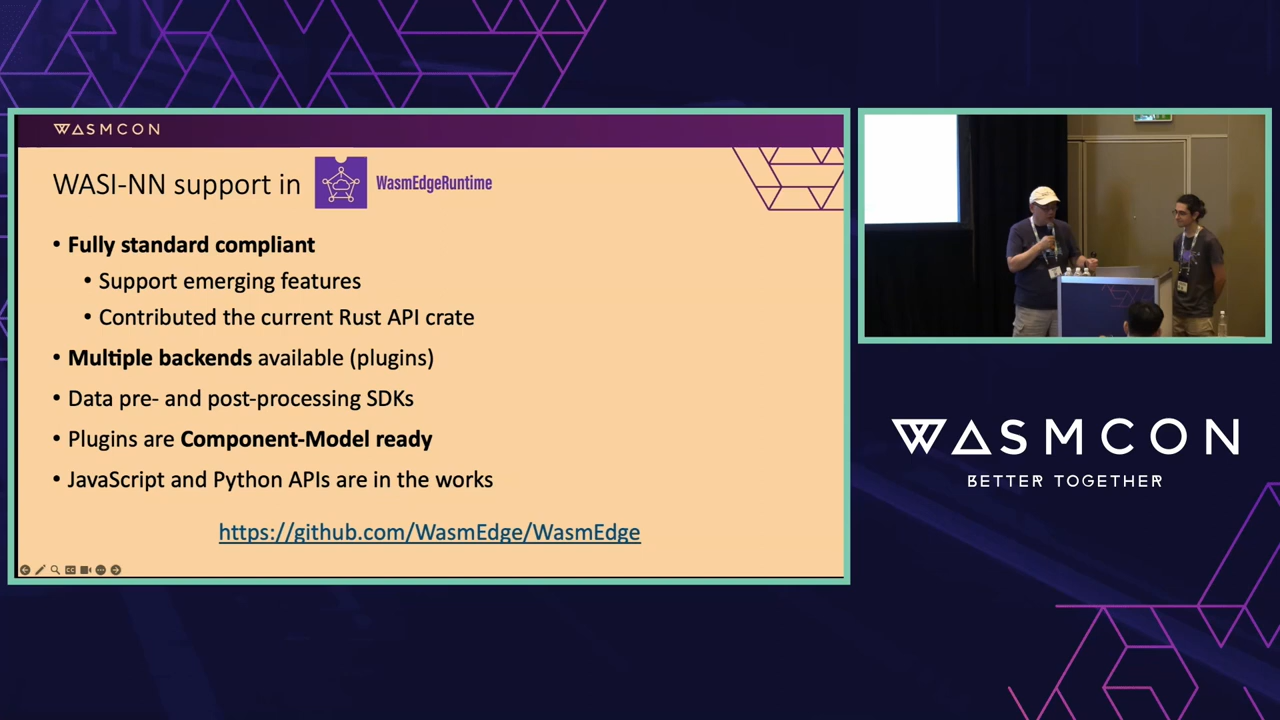 WASMCON
WASI-NN support in WasmEdgeRuntime
• Fully standard compliant
• Support emerging features
• Contributed the current Rust API crate
• Multiple backends available (plugins)
• Data pre- and post-processing SDKs
• Plugins are Component-Model ready
• JavaScript and Python APIs are in the works
https://github.com/WasmEdge/WasmEdge
WASMCON
BETTER TOGETHER